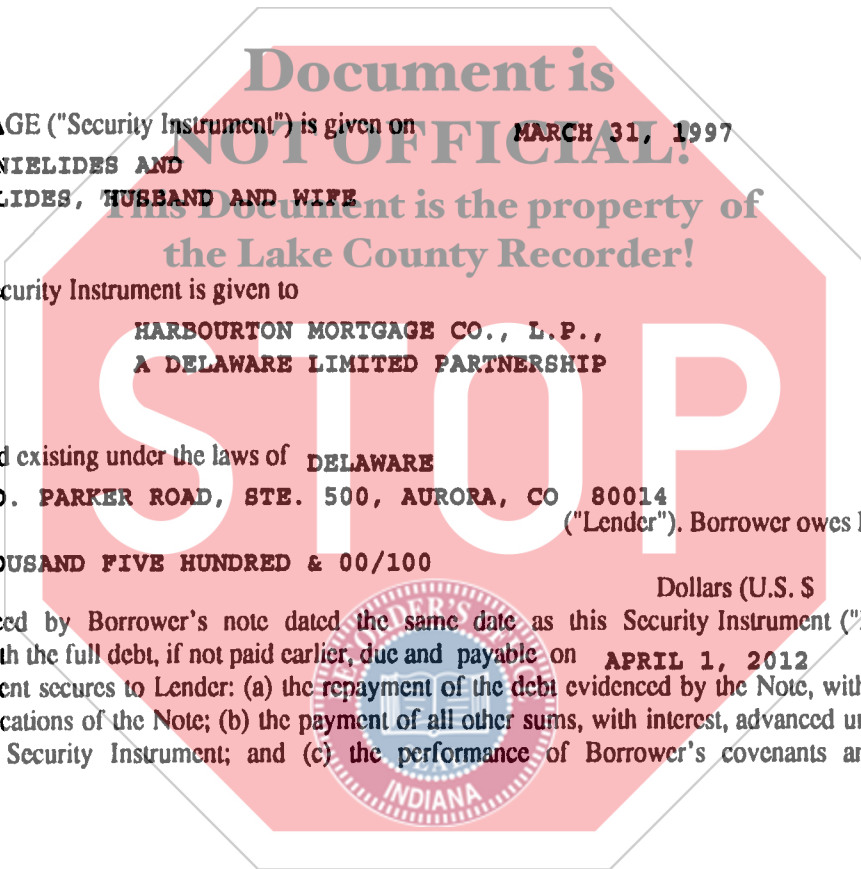 Document is
NOT OFFICIAL!
This Document is the property of
the Lake County Recorder!
STOP
AGE ("Security Instrument") is given on MARCH 31, 1997
NIELIDES AND
LIDES, HUSBAND AND WIFE
curity Instrument is given to
HARBOURTON MORTGAGE CO., L.P.,
A DELAWARE LIMITED PARTNERSHIP
d existing under the laws of DELAWARE
O. PARKER ROAD, STE. 500, AURORA, CO 80014
("Lender"). Borrower owes
OUSAND FIVE HUNDRED & 00/100
Dollars (U.S. $
ced by Borrower's note dated the same date as this Security Instrument ("
th the full debt, if not paid earlier, due and payable on APRIL 1, 2012
ent secures to Lender: (a) the repayment of the debt evidenced by the Note, with
cations of the Note; (b) the payment of all other sums, with interest, advanced un
Security Instrument; and (c) the performance of Borrower's covenants an
RECORDER'S
SEAL
INDIANA